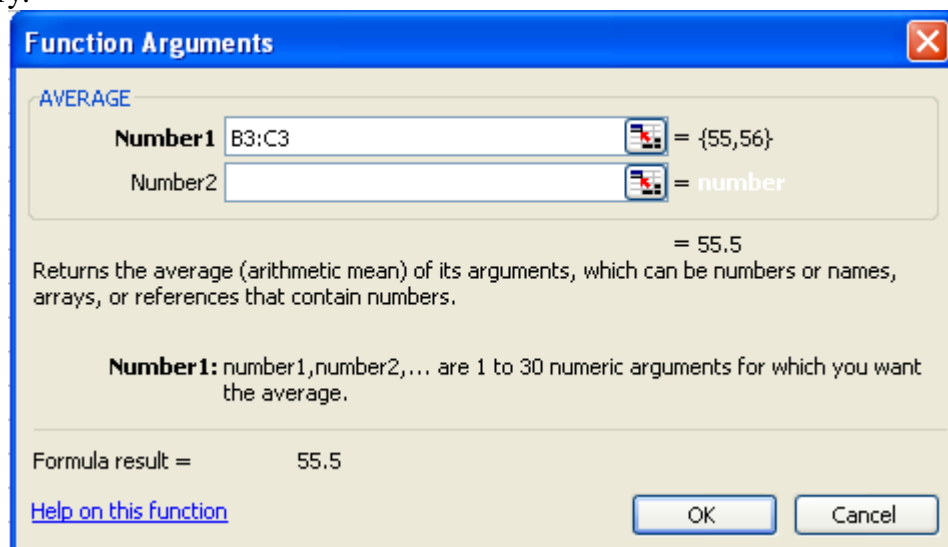 ry.
Function Arguments
AVERAGE
Number1 B3:C3 = {55,56}
Number2 = number
= 55.5
Returns the average (arithmetic mean) of its arguments, which can be numbers or names,
arrays, or references that contain numbers.
Number1: number1,number2,... are 1 to 30 numeric arguments for which you want
the average.
Formula result = 55.5
Help on this function OK Cancel